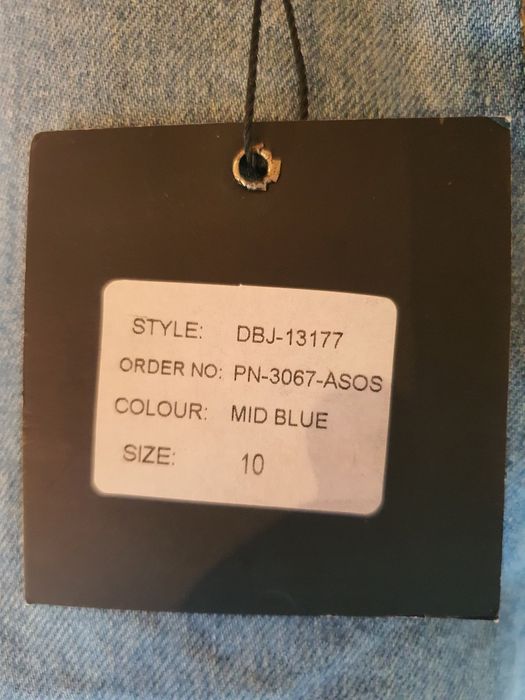 STYLE: DBJ-13177
ORDER NO: PN-3067-ASOS
COLOUR: MID BLUE
SIZE: 10